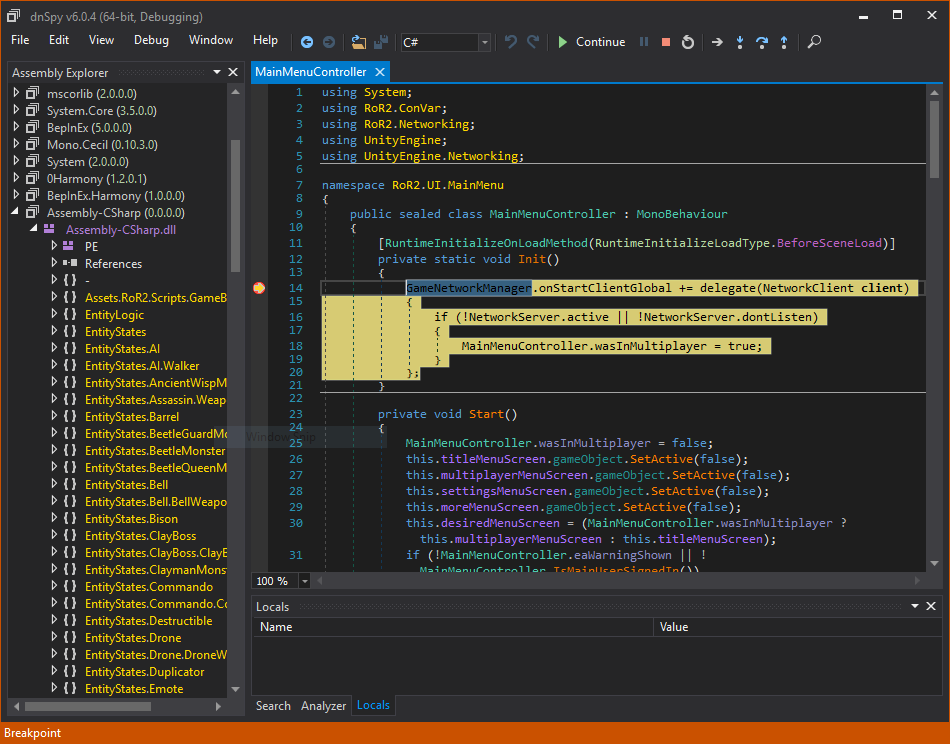 dnSpy v6.0.4 (64-bit, Debugging)
File Edit View Debug Window Help C# Continue
Assembly Explorer
mscorlib (2.0.0.0)
System.Core (3.5.0.0)
BepInEx (5.0.0.0)
Mono.Cecil (0.10.3.0)
System (2.0.0.0)
0Harmony (1.2.0.1)
BepInEx.Harmony (1.0.0.0)
Assembly-CSharp (0.0.0.0)
Assembly-CSharp.dll
PE
References
{ } -
{ } Assets.RoR2.Scripts.GameB
{ } EntityLogic
{ } EntityStates
{ } EntityStates.AI
{ } EntityStates.AI.Walker
{ } EntityStates.AncientWispM
{ } EntityStates.Assassin.Weap
{ } EntityStates.Barrel
{ } EntityStates.BeetleGuardMo
{ } EntityStates.BeetleMonster
{ } EntityStates.BeetleQueenM
{ } EntityStates.Bell
{ } EntityStates.Bell.BellWeapo
{ } EntityStates.Bison
{ } EntityStates.ClayBoss
{ } EntityStates.ClayBoss.ClayB
{ } EntityStates.ClaymanMons
{ } EntityStates.Commando
{ } EntityStates.Commando.Co
{ } EntityStates.Destructible
{ } EntityStates.Drone
{ } EntityStates.Drone.DroneW
{ } EntityStates.Duplicator
{ } EntityStates.Emote
MainMenuController
1 using System;
2 using RoR2.ConVar;
3 using RoR2.Networking;
4 using UnityEngine;
5 using UnityEngine.Networking;
6
7 namespace RoR2.UI.MainMenu
8 {
9 public sealed class MainMenuController : MonoBehaviour
10 {
11 [RuntimeInitializeOnLoadMethod(RuntimeInitializeLoadType.BeforeSceneLoad)]
12 private static void Init()
13 {
14 GameNetworkManager.onStartClientGlobal += delegate(NetworkClient client)
15 {
16 if (!NetworkServer.active || !NetworkServer.dontListen)
17 {
18 MainMenuController.wasInMultiplayer = true;
19 }
20 };
21 }
22
23 private void Start()
24 {
25 MainMenuController.wasInMultiplayer = false;
26 this.titleMenuScreen.gameObject.SetActive(false);
27 this.multiplayerMenuScreen.gameObject.SetActive(false);
28 this.settingsMenuScreen.gameObject.SetActive(false);
29 this.moreMenuScreen.gameObject.SetActive(false);
30 this.desiredMenuScreen = (MainMenuController.wasInMultiplayer ?
this.multiplayerMenuScreen : this.titleMenuScreen);
31 if (!MainMenuController.eaWarningShown || !
MainMenuController.IsMainUserSignedIn())
100 %
Locals
Name Value
Search Analyzer Locals
Breakpoint